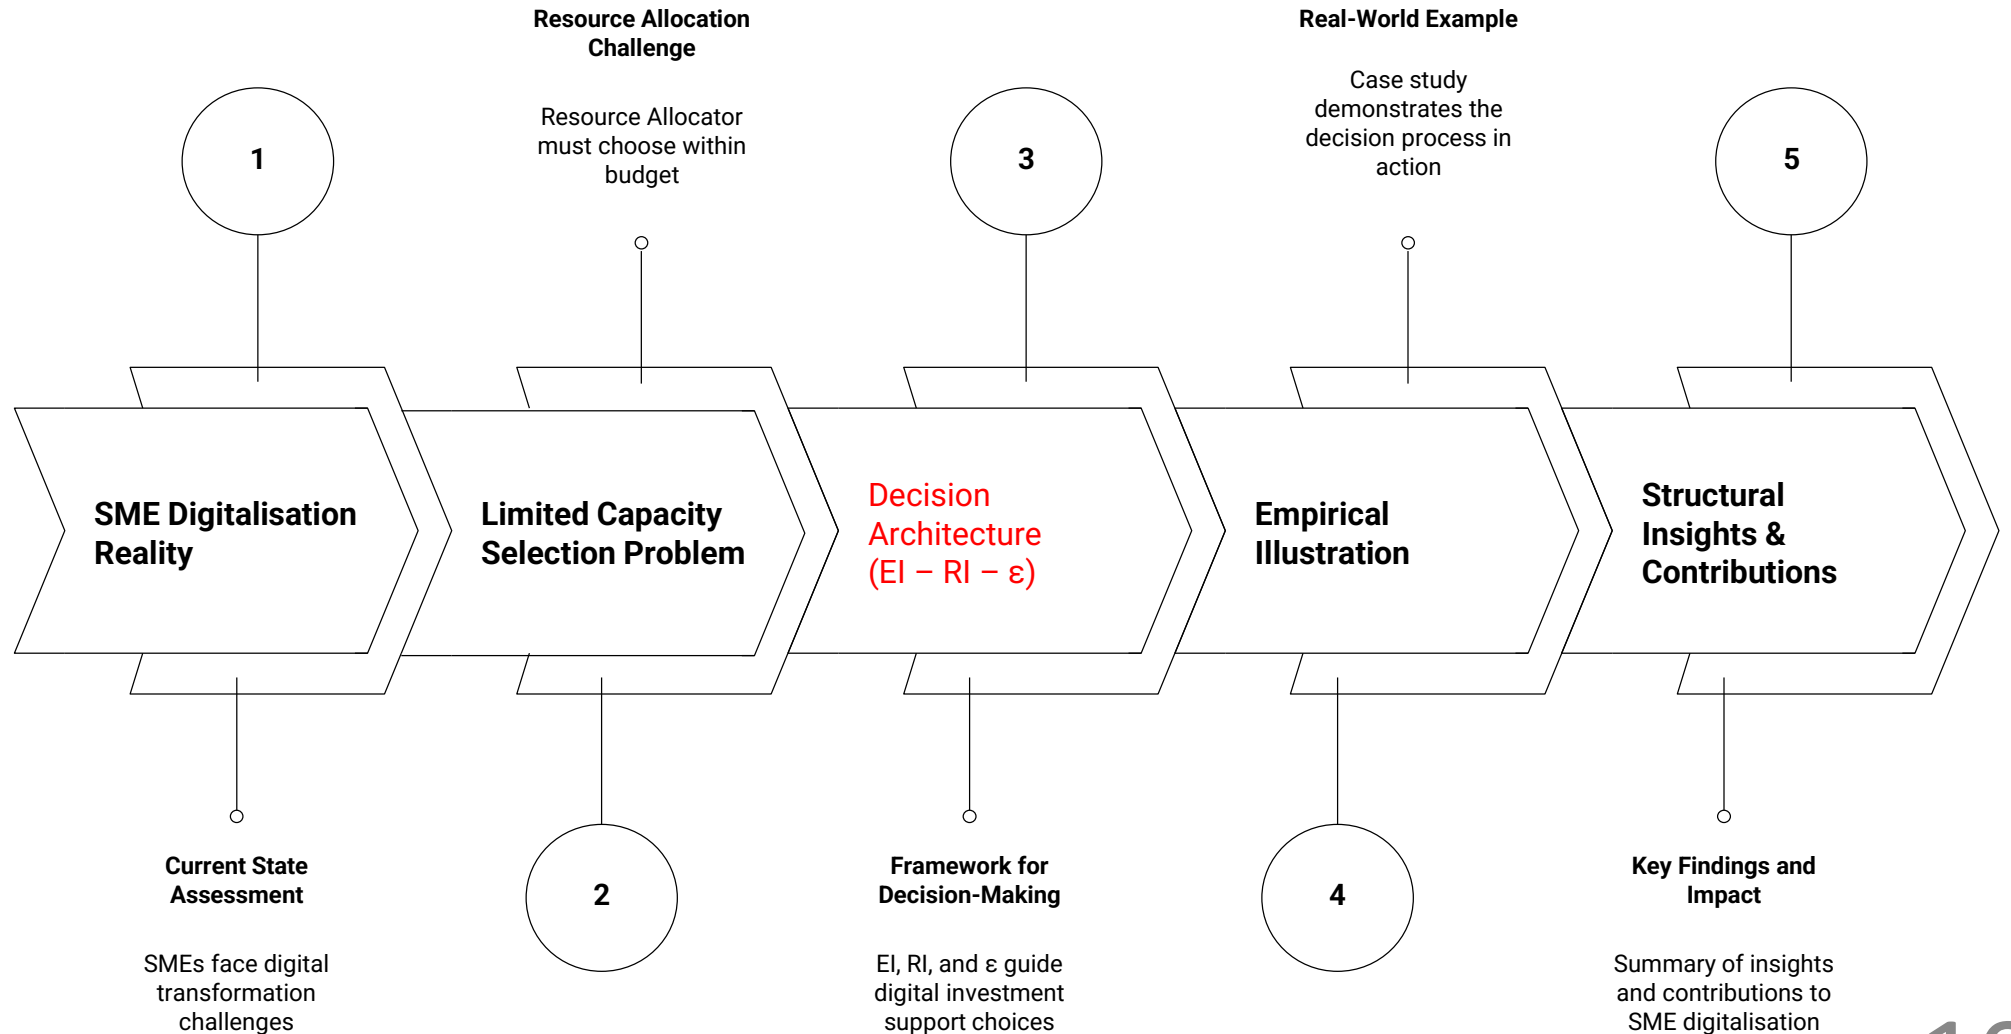 Resource Allocation
Challenge
Resource Allocator
must choose within
budget
Real-World Example
Case study
demonstrates the
decision process in
action
1
3
5
SME Digitalisation
Reality
Limited Capacity
Selection Problem
Decision
Architecture
(EI – RI – ε)
Empirical
Illustration
Structural
Insights &
Contributions
Current State
Assessment
SMEs face digital
transformation
challenges
2
Framework for
Decision-Making
EI, RI, and ε guide
digital investment
support choices
4
Key Findings and
Impact
Summary of insights
and contributions to
SME digitalisation